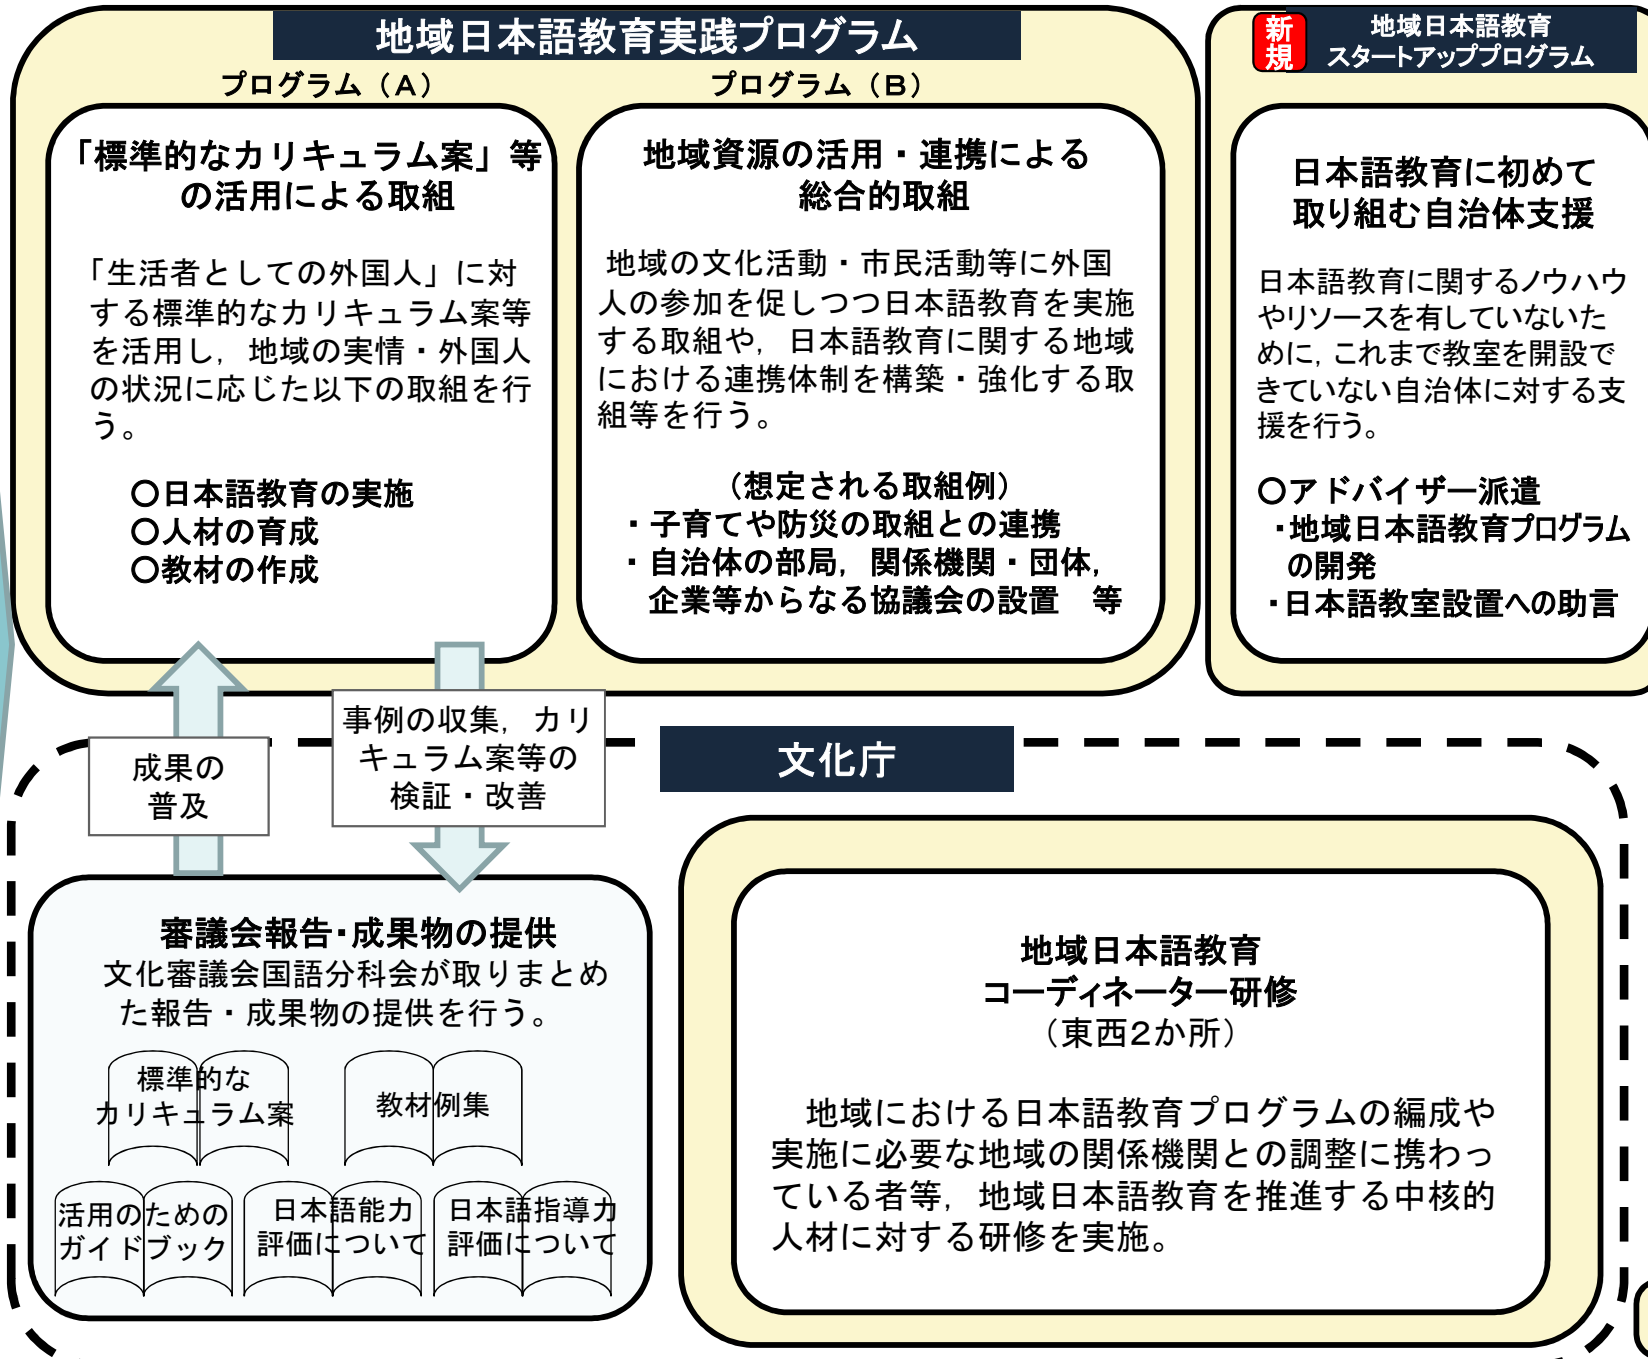 地域日本語教育実践プログラム
プログラム（A）
「標準的なカリキュラム案」等
の活用による取組
「生活者としての外国人」に対
する標準的なカリキュラム案等
を活用し，地域の実情・外国人
の状況に応じた以下の取組を行
う。
○日本語教育の実施
○人材の育成
○教材の作成
プログラム（B）
地域資源の活用・連携による
総合的取組
地域の文化活動・市民活動等に外国
人の参加を促しつつ日本語教育を実施
する取組や，日本語教育に関する地域
における連携体制を構築・強化する取
組等を行う。
（想定される取組例）
・子育てや防災の取組との連携
・自治体の部局，関係機関・団体，
企業等からなる協議会の設置　等
新規
地域日本語教育
スタートアッププログラム
日本語教育に初めて
取り組む自治体支援
日本語教育に関するノウハウ
やリソースを有していないた
めに，これまで教室を開設で
きていない自治体に対する支
援を行う。
○アドバイザー派遣
・地域日本語教育プログラム
の開発
・日本語教室設置への助言
成果の
普及
事例の収集，カリ
キュラム案等の
検証・改善
文化庁
審議会報告・成果物の提供
文化審議会国語分科会が取りまとめ
た報告・成果物の提供を行う。
標準的な
カリキュラム案
教材例集
活用のための
ガイドブック
日本語能力
評価について
日本語指導力
評価について
地域日本語教育
コーディネーター研修
（東西2か所）
地域における日本語教育プログラムの編成や
実施に必要な地域の関係機関との調整に携わっ
ている者等，地域日本語教育を推進する中核的
人材に対する研修を実施。